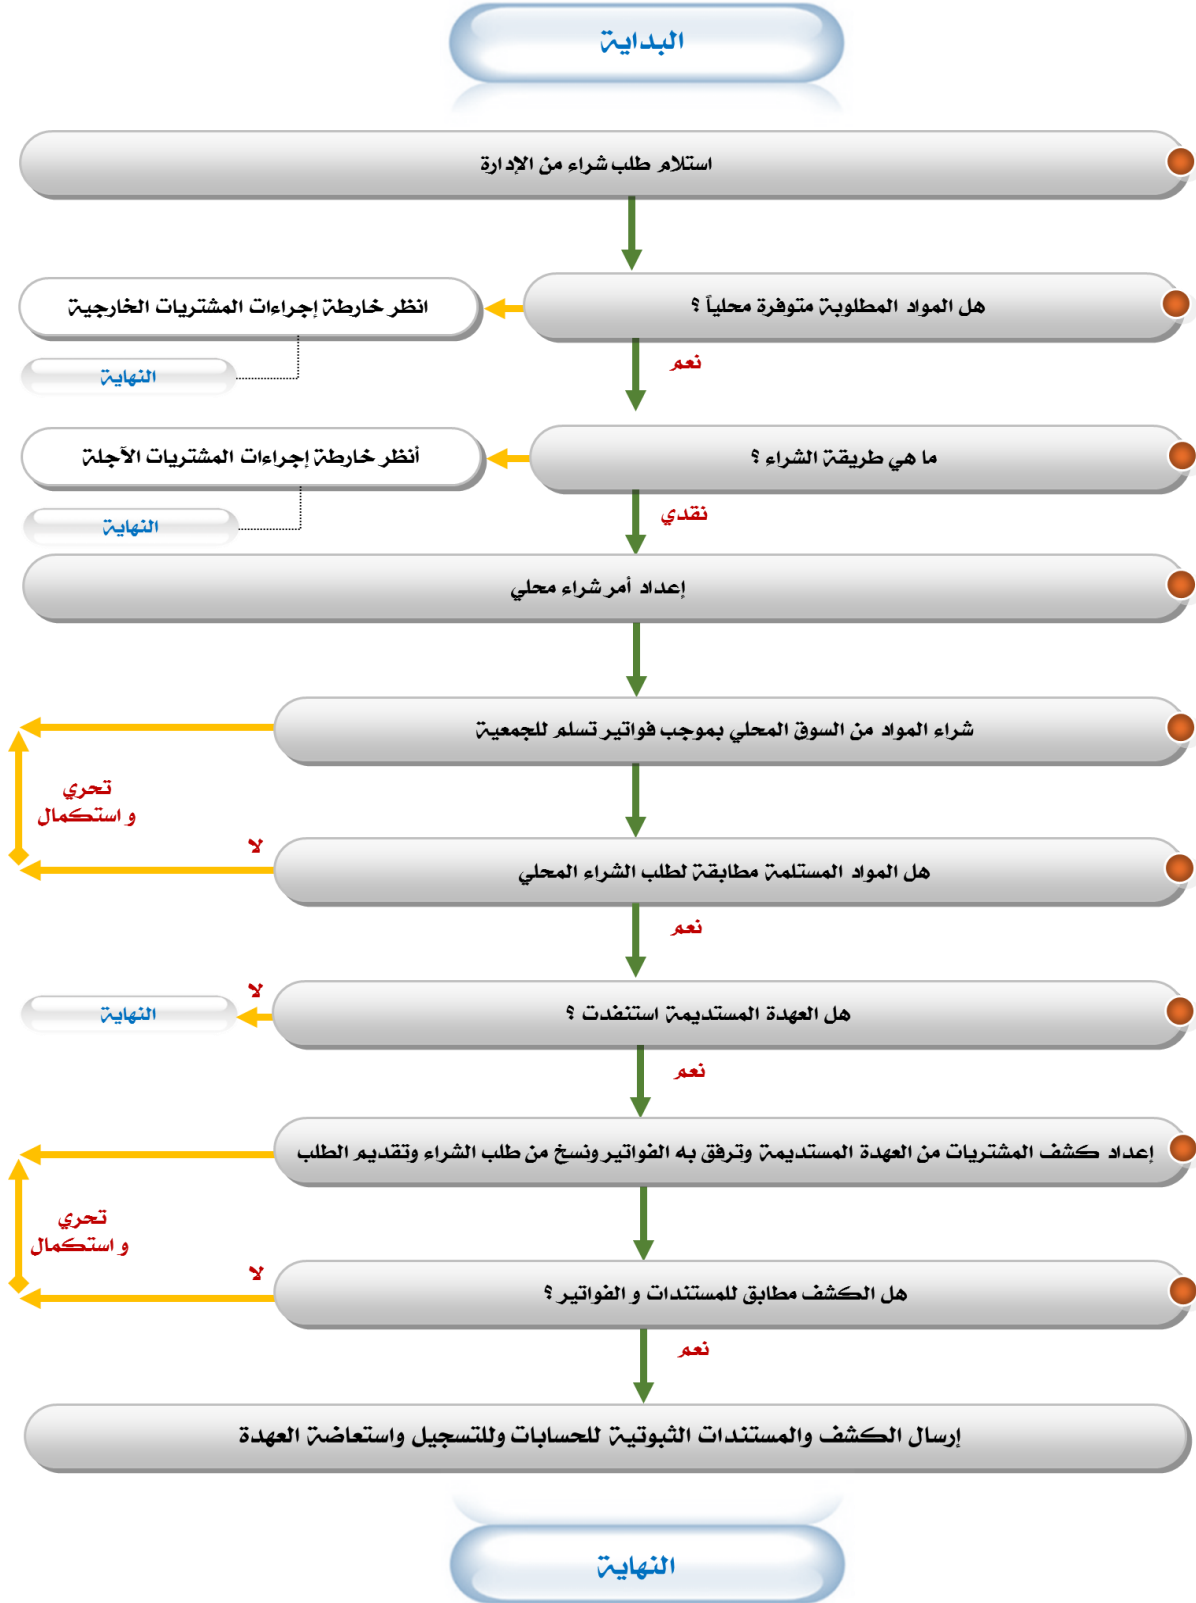 البداية
استلام طلب شراء من الإدارة
هل المواد المطلوبة متوفرة محلياً ؟
انظر خارطة إجراءات المشتريات الخارجية
نعم
النهاية
ما هي طريقة الشراء ؟
أنظر خارطة إجراءات المشتريات الآجلة
نقدي
النهاية
إعداد أمر شراء محلي
شراء المواد من السوق المحلي بموجب فواتير تسلم للجمعية
تحري
و استكمال
لا
هل المواد المستلمة مطابقة لطلب الشراء المحلي
نعم
لا
هل العهدة المستديمة استنفدت ؟
النهاية
نعم
إعداد كشف المشتريات من العهدة المستديمة وترفق به الفواتير ونسخ من طلب الشراء وتقديم الطلب
تحري
و استكمال
لا
هل الكشف مطابق للمستندات و الفواتير ؟
نعم
إرسال الكشف والمستندات الثبوتية للحسابات وللتسجيل واستعاضة العهدة
النهاية